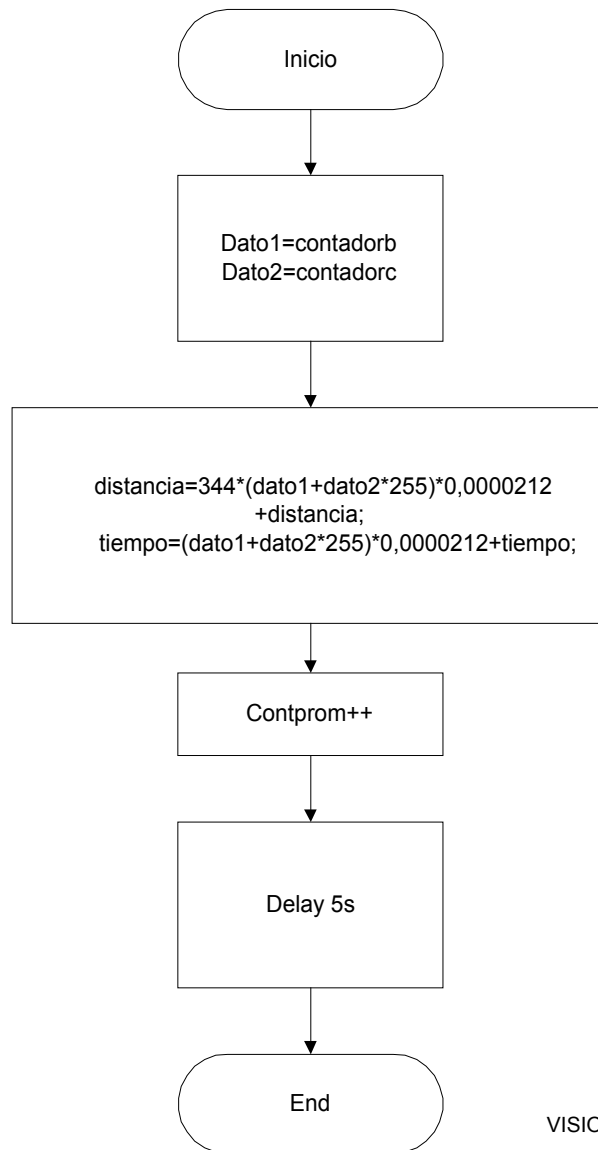 Inicio
Dato1=contadorb
Dato2=contadorc
distancia=344*(dato1+dato2*255)*0,0000212
+distancia;
tiempo=(dato1+dato2*255)*0,0000212+tiempo;
Contprom++
Delay 5s
End